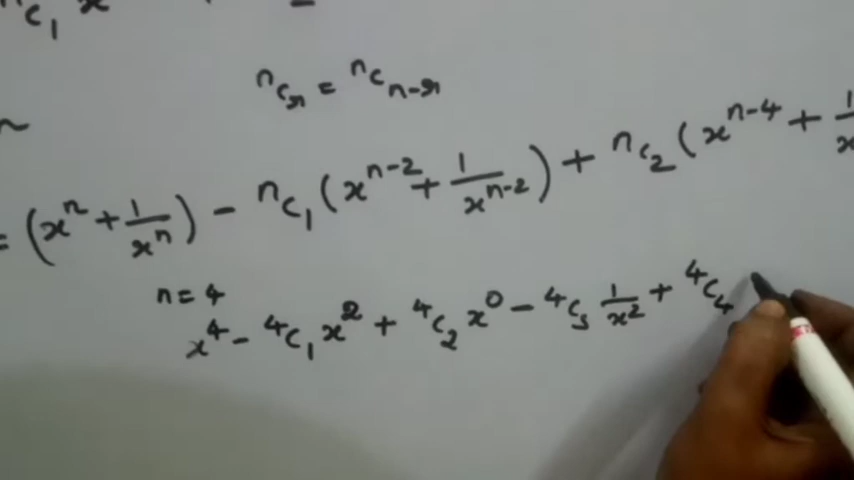 ⁿC₁ x
ⁿCᵣ = ⁿCₙ₋ᵣ
= (xⁿ + 1/xⁿ) - ⁿC₁ (xⁿ⁻² + 1/xⁿ⁻²) + ⁿC₂ (xⁿ⁻⁴ + 1/x
n = 4
x⁴ - ⁴C₁ x² + ⁴C₂ x⁰ - ⁴C₃ 1/x² + ⁴C₄